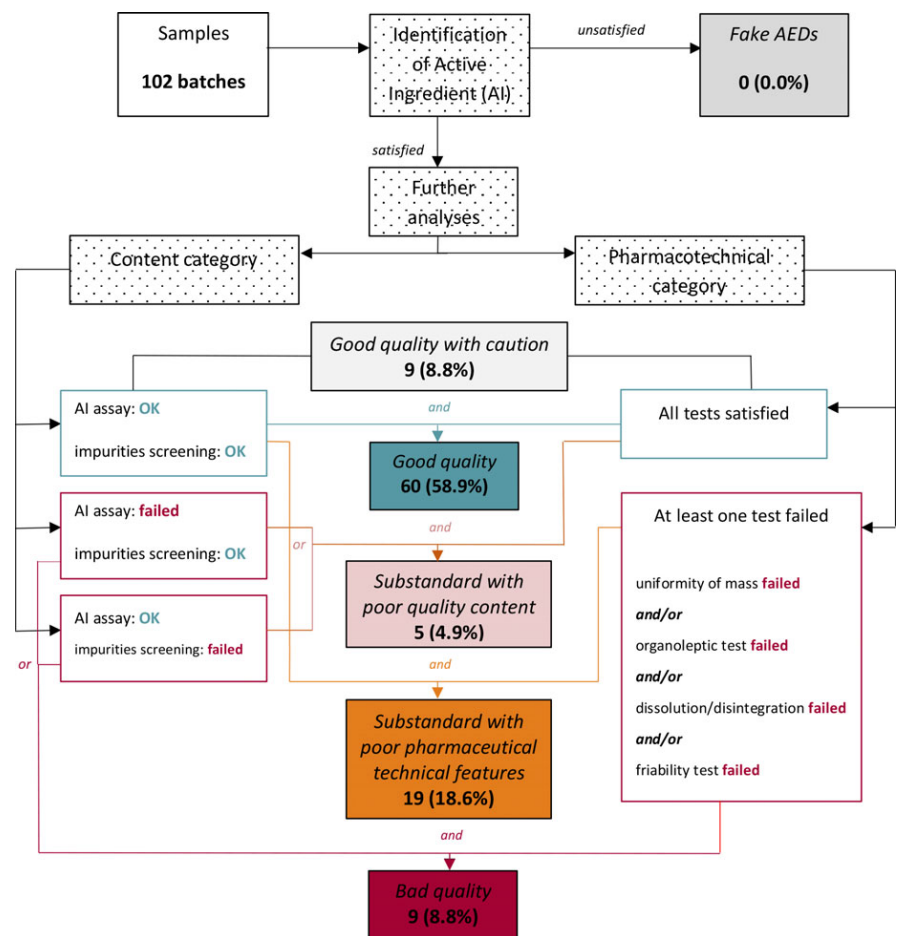 Samples
102 batches
Identification
of Active
Ingredient (AI)
unsatisfied
Fake AEDs
0 (0.0%)
satisfied
Further
analyses
Content category
Pharmacotechnical
category
Good quality with caution
9 (8.8%)
AI assay: OK
impurities screening: OK
and
All tests satisfied
Good quality
60 (58.9%)
AI assay: failed
impurities screening: OK
or
and
At least one test failed
uniformity of mass failed
and/or
organoleptic test failed
and/or
dissolution/disintegration failed
and/or
friability test failed
Substandard with
poor quality content
5 (4.9%)
AI assay: OK
impurities screening: failed
or
and
Substandard with
poor pharmaceutical
technical features
19 (18.6%)
and
Bad quality
9 (8.8%)